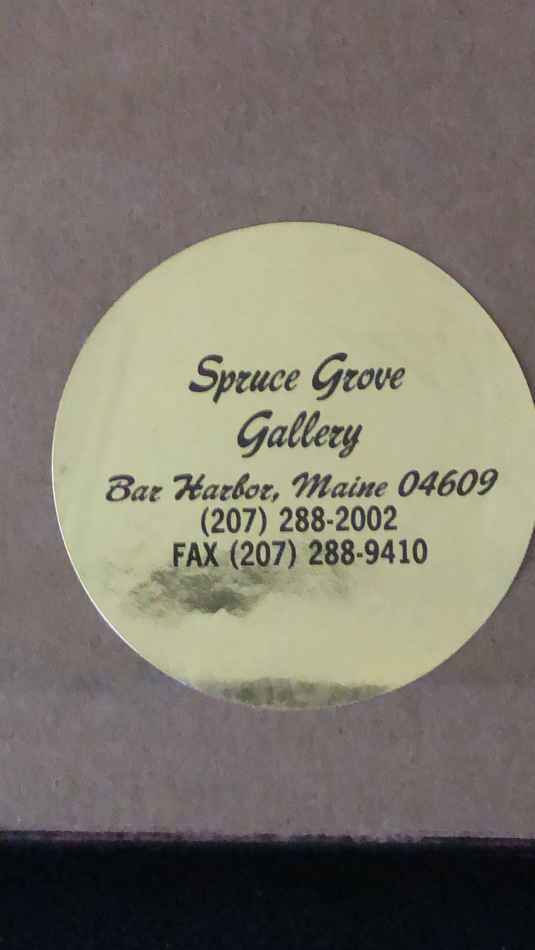 Spruce Grove
Gallery
Bar Harbor, Maine 04609
(207) 288-2002
FAX (207) 288-9410